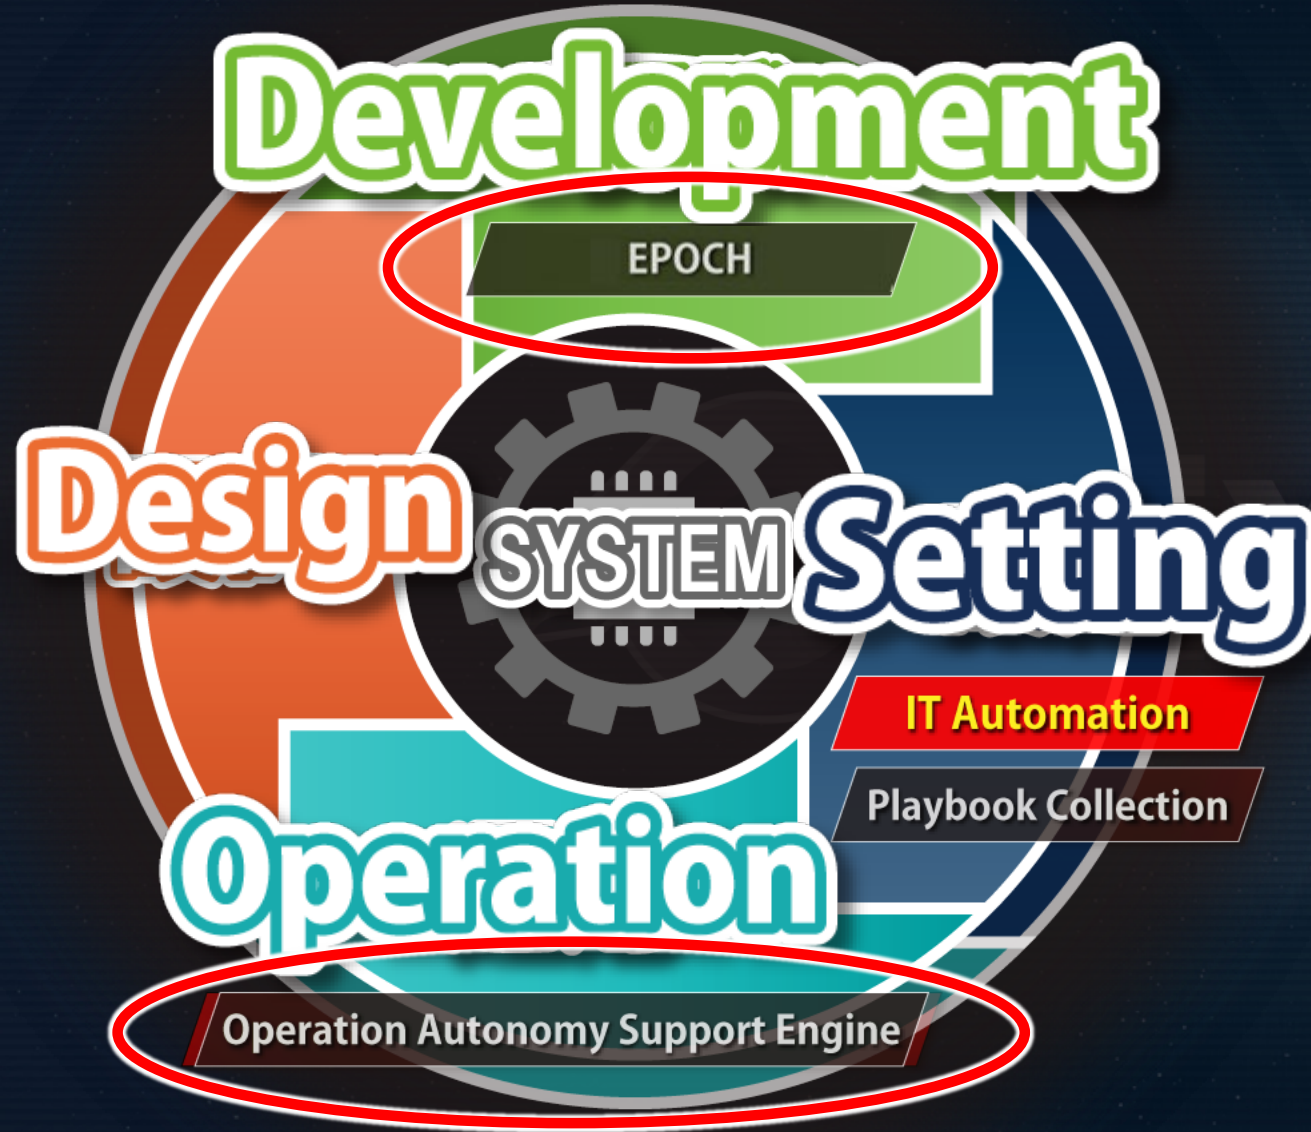 Development
EPOCH
Design
SYSTEM
Setting
IT Automation
Playbook Collection
Operation
Operation Autonomy Support Engine